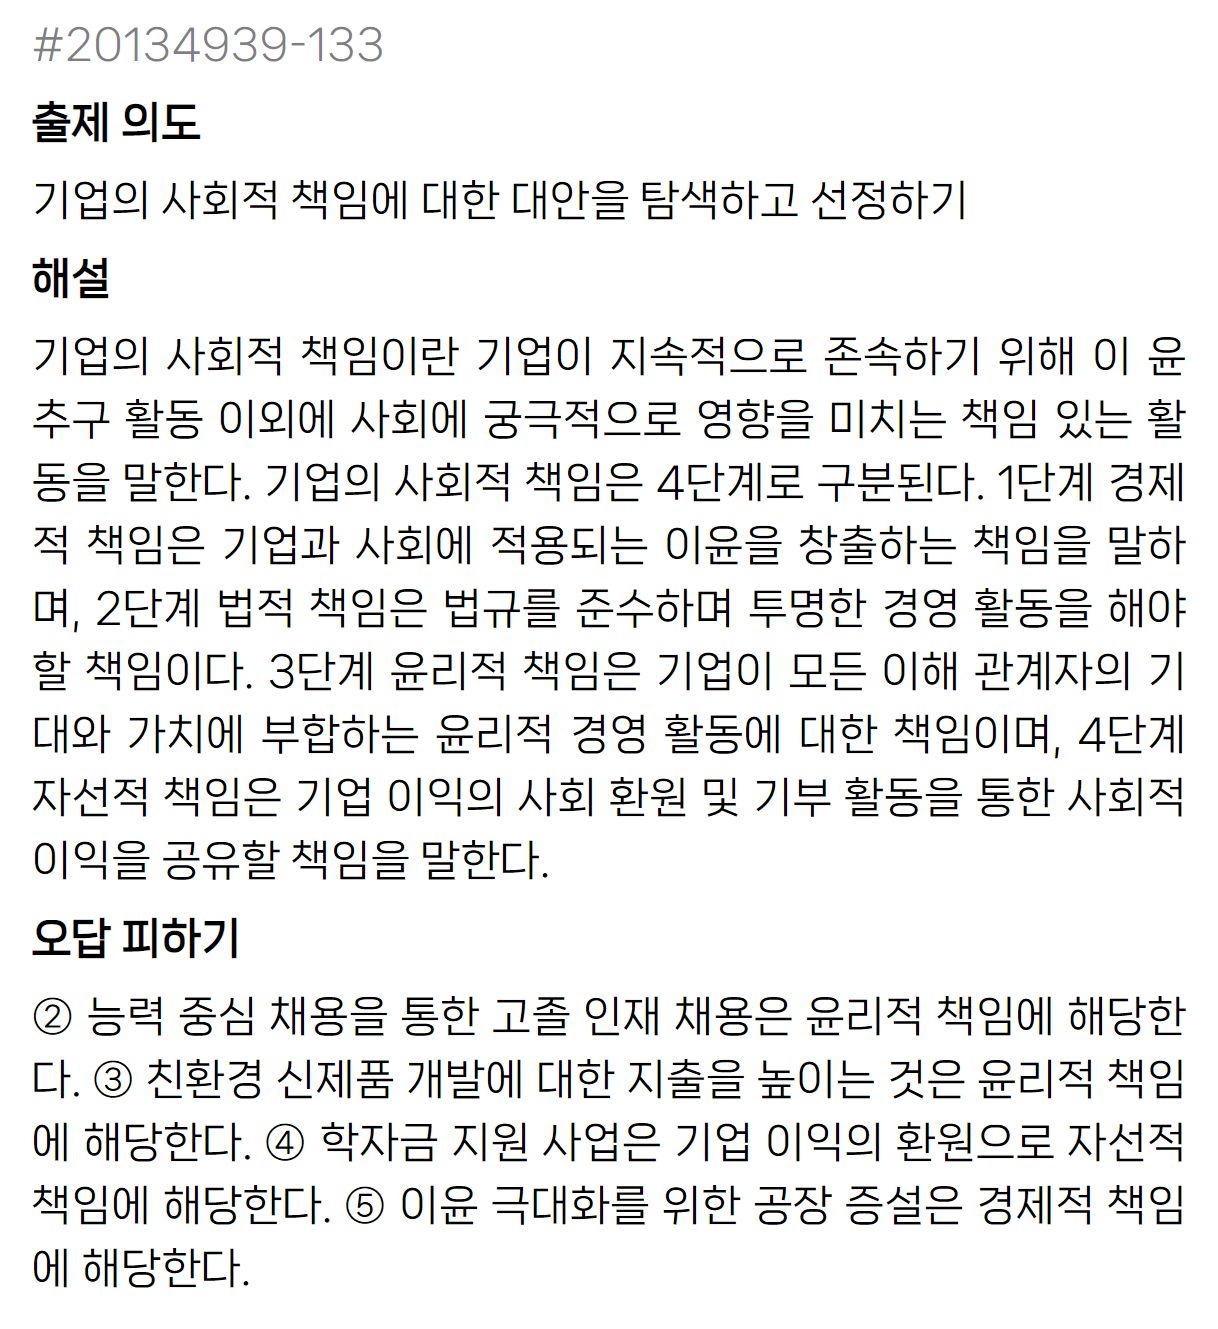 #20134939-133
출제 의도
기업의 사회적 책임에 대한 대안을 탐색하고 선정하기
해설
기업의 사회적 책임이란 기업이 지속적으로 존속하기 위해 이 윤
추구 활동 이외에 사회에 궁극적으로 영향을 미치는 책임 있는 활
동을 말한다. 기업의 사회적 책임은 4단계로 구분된다. 1단계 경제
적 책임은 기업과 사회에 적용되는 이윤을 창출하는 책임을 말하
며, 2단계 법적 책임은 법규를 준수하며 투명한 경영 활동을 해야
할 책임이다. 3단계 윤리적 책임은 기업이 모든 이해 관계자의 기
대와 가치에 부합하는 윤리적 경영 활동에 대한 책임이며, 4단계
자선적 책임은 기업 이익의 사회 환원 및 기부 활동을 통한 사회적
이익을 공유할 책임을 말한다.
오답 피하기
② 능력 중심 채용을 통한 고졸 인재 채용은 윤리적 책임에 해당한
다. ③ 친환경 신제품 개발에 대한 지출을 높이는 것은 윤리적 책임
에 해당한다. ④ 학자금 지원 사업은 기업 이익의 환원으로 자선적
책임에 해당한다. ⑤ 이윤 극대화를 위한 공장 증설은 경제적 책임
에 해당한다.